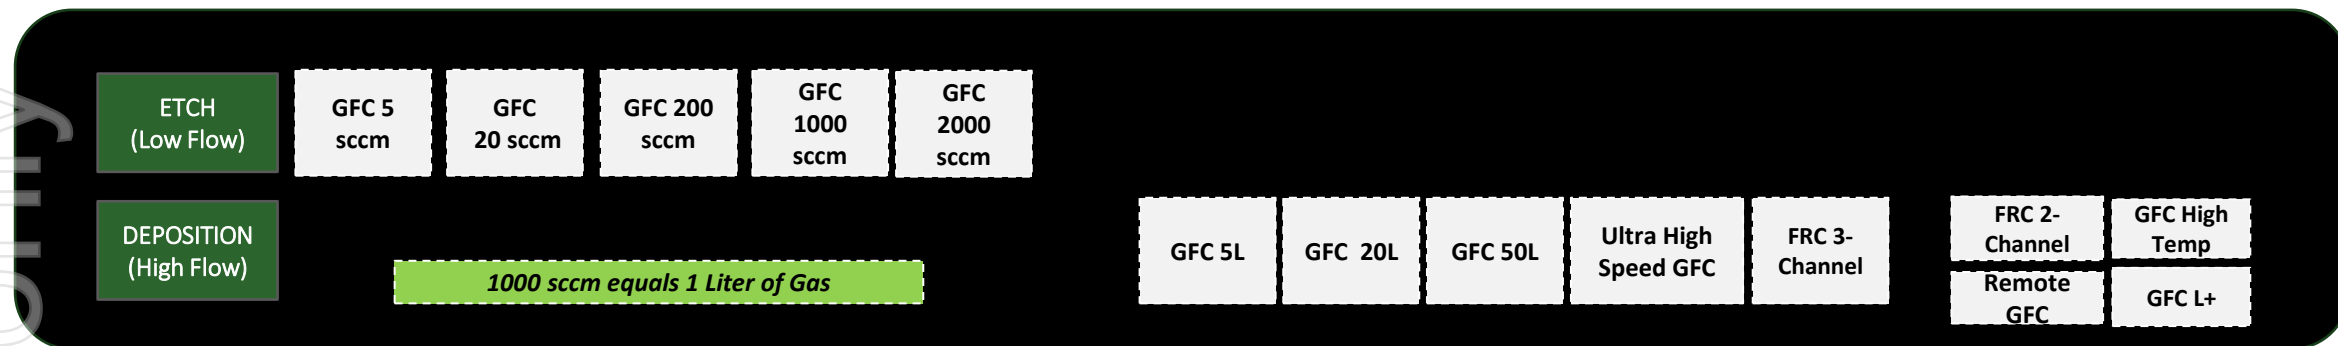 ETCH
(Low Flow)
GFC 5
sccm
GFC
20 sccm
GFC 200
sccm
GFC
1000
sccm
GFC
2000
sccm
DEPOSITION
(High Flow)
1000 sccm equals 1 Liter of Gas
GFC 5L
GFC 20L
GFC 50L
Ultra High
Speed GFC
FRC 3-
Channel
FRC 2-
Channel
GFC High
Temp
Remote
GFC
GFC L+